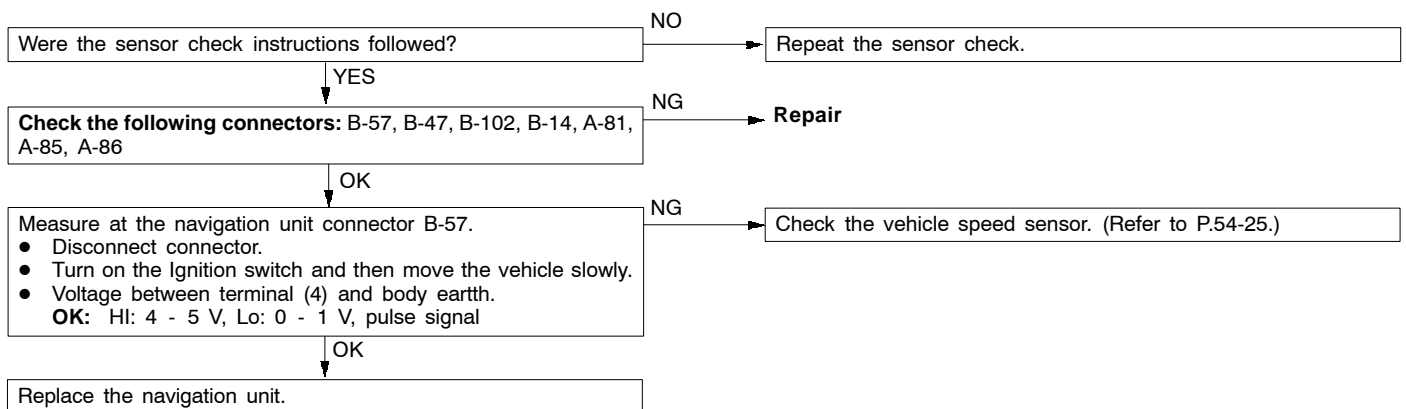 NO
Were the sensor check instructions followed?
Repeat the sensor check.
YES
NG
Check the following connectors: B-57, B-47, B-102, B-14, A-81,
A-85, A-86
Repair
OK
Measure at the navigation unit connector B-57.
NG
Check the vehicle speed sensor. (Refer to P.54-25.)
● Disconnect connector.
● Turn on the Ignition switch and then move the vehicle slowly.
● Voltage between terminal (4) and body eartth.
OK: HI: 4 - 5 V, Lo: 0 - 1 V, pulse signal
OK
Replace the navigation unit.